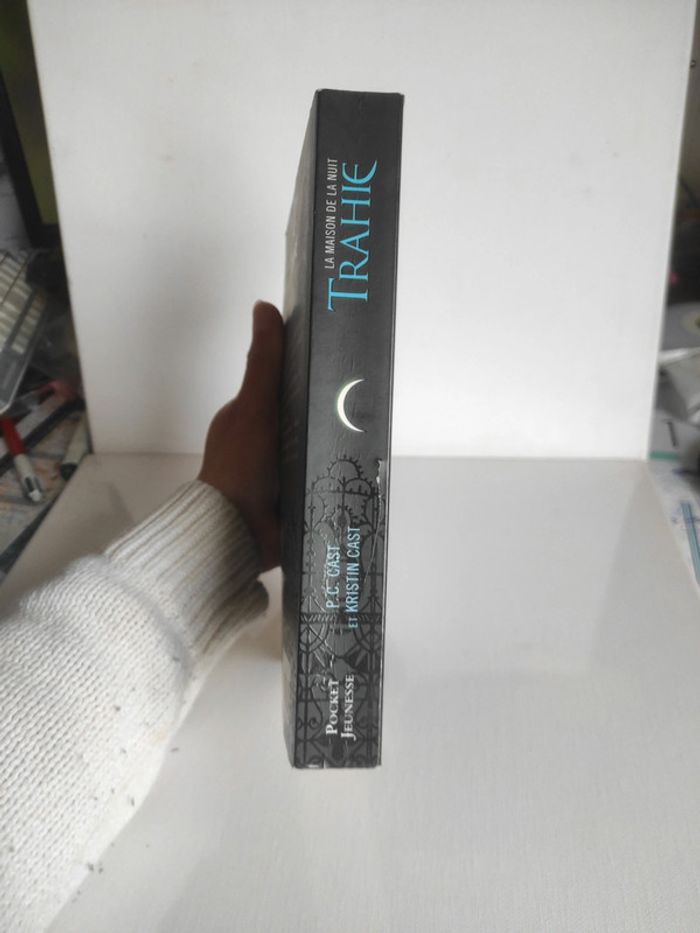 LA MAISON DE LA NUIT
TRAHIE
P.C. CAST
ET KRISTIN CAST
POCKET
JEUNESSE